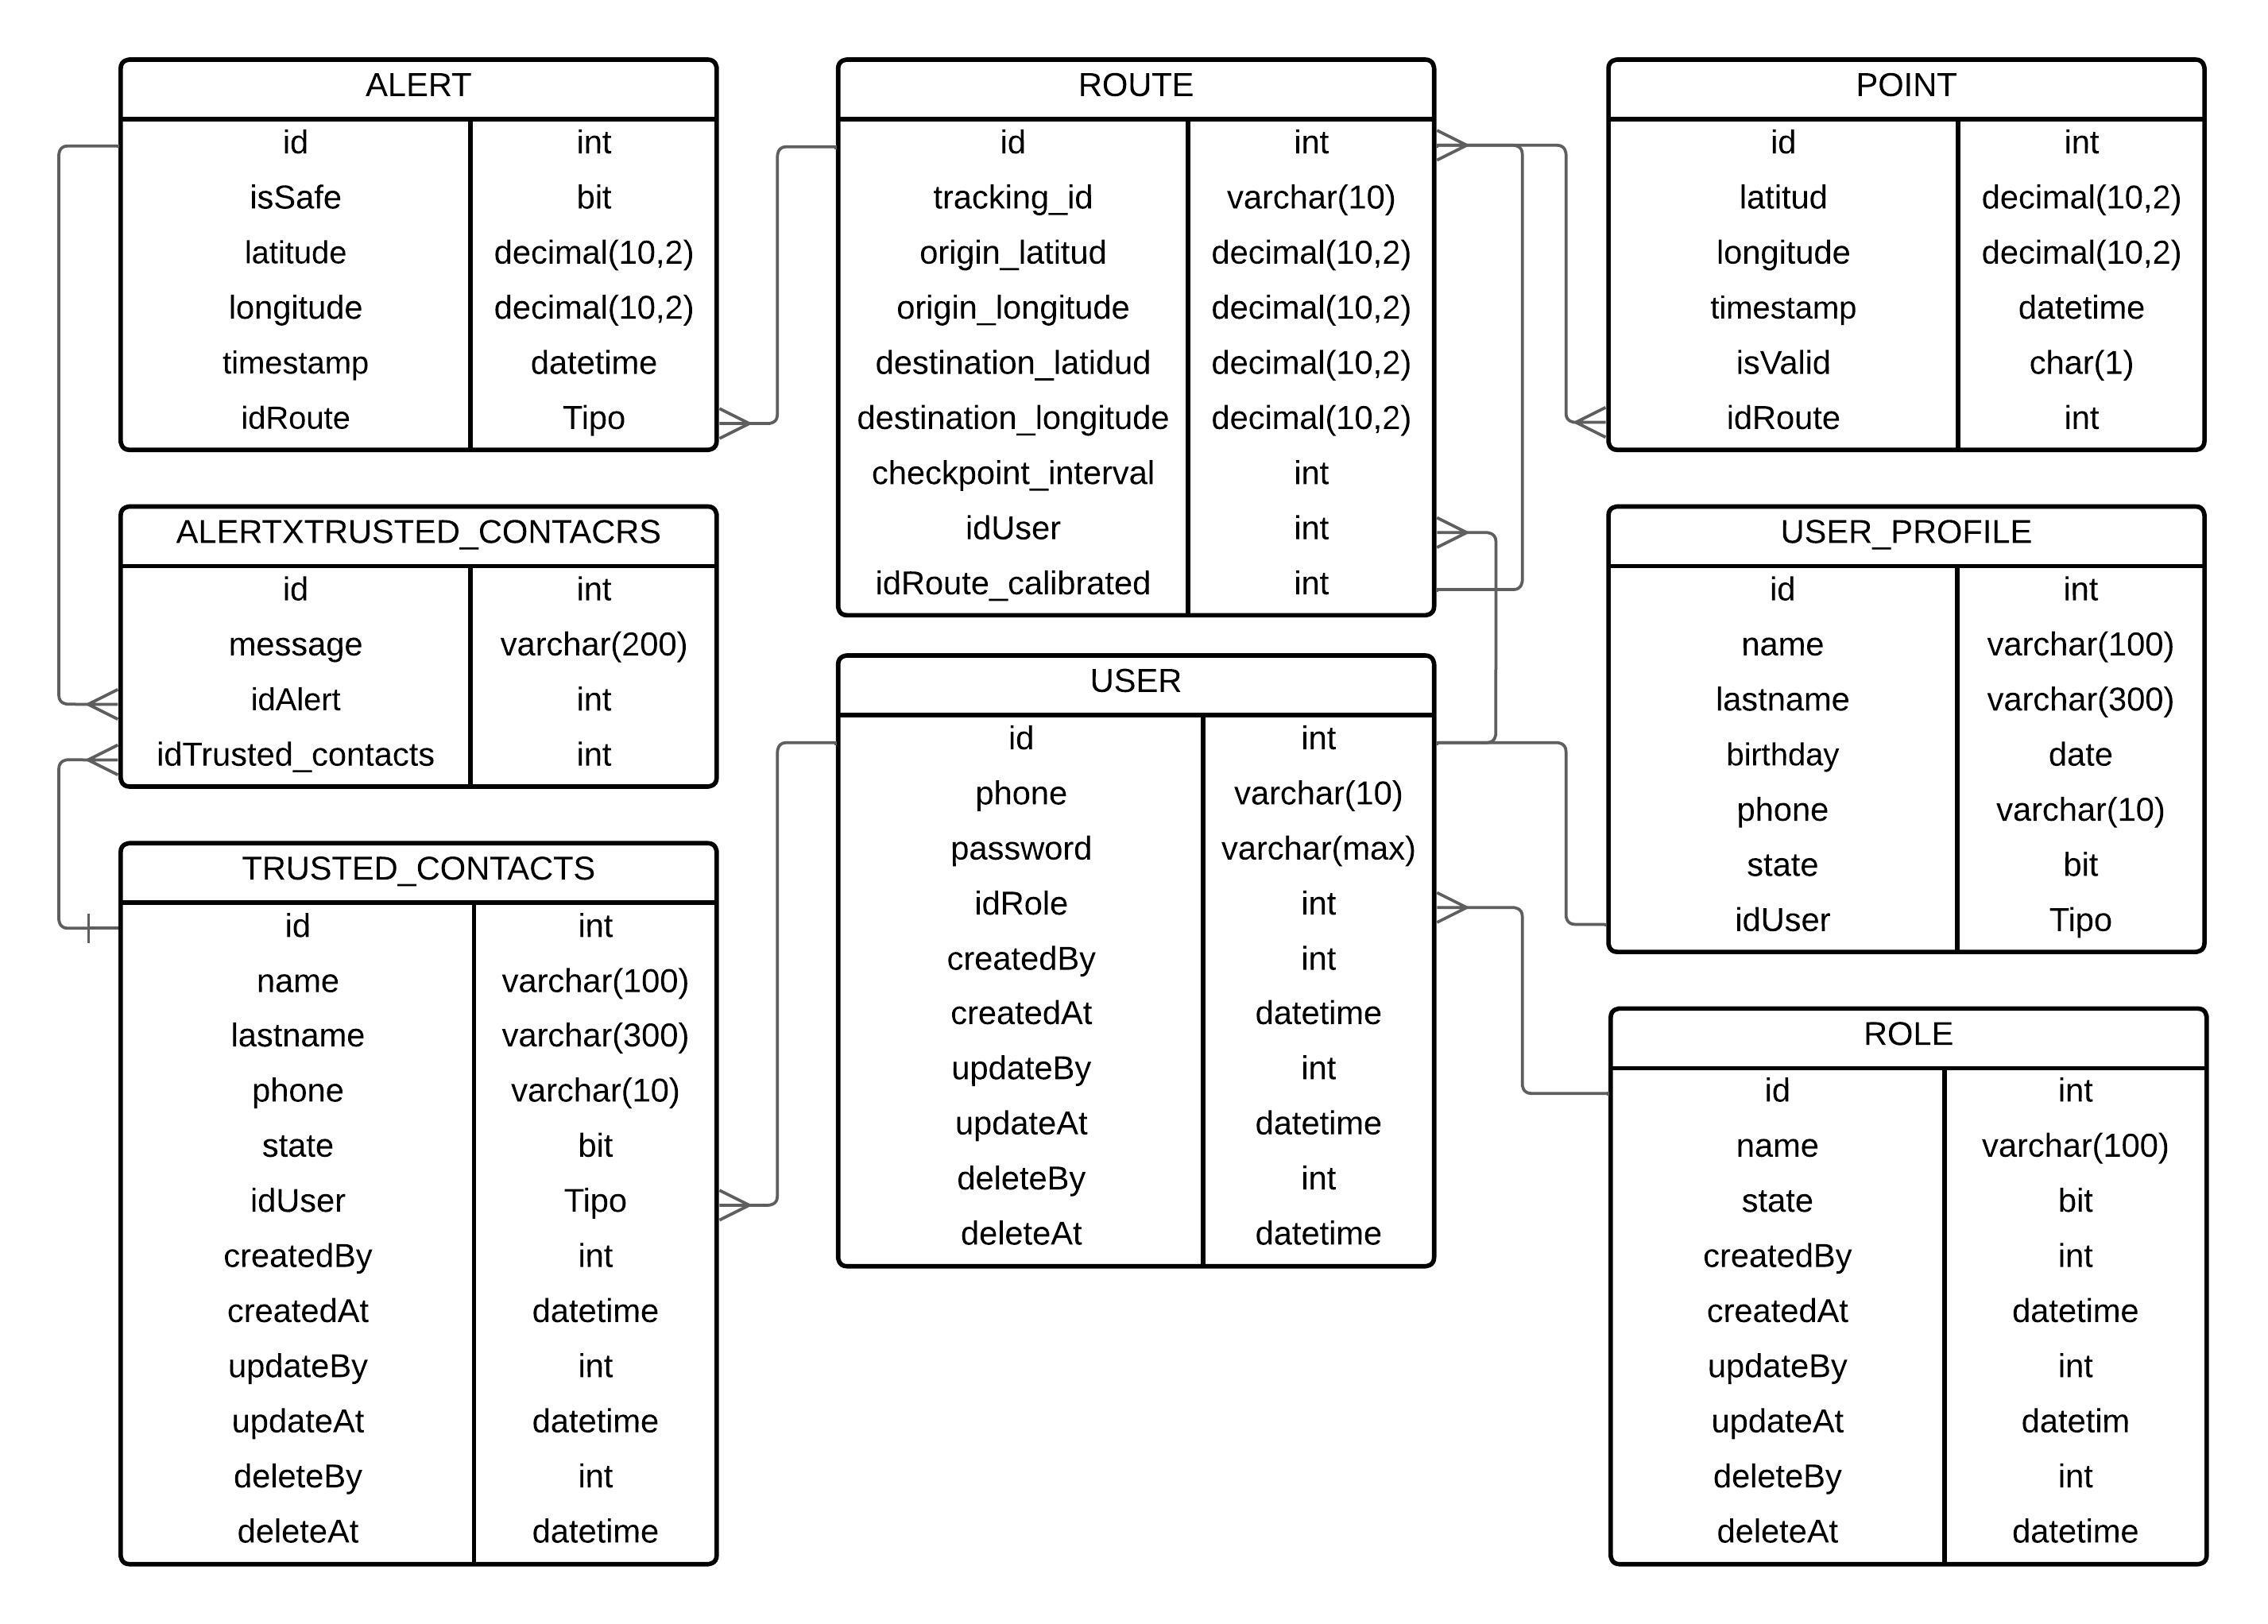 ALERT
id int
isSafe bit
latitude decimal(10,2)
longitude decimal(10,2)
timestamp datetime
idRoute Tipo
ALERTXTRUSTED_CONTACRS
id int
message varchar(200)
idAlert int
idTrusted_contacts int
TRUSTED_CONTACTS
id int
name varchar(100)
lastname varchar(300)
phone varchar(10)
state bit
idUser Tipo
createdBy int
createdAt datetime
updateBy int
updateAt datetime
deleteBy int
deleteAt datetime
ROUTE
id int
tracking_id varchar(10)
origin_latitud decimal(10,2)
origin_longitude decimal(10,2)
destination_latidud decimal(10,2)
destination_longitude decimal(10,2)
checkpoint_interval int
idUser int
idRoute_calibrated int
USER
id int
phone varchar(10)
password varchar(max)
idRole int
createdBy int
createdAt datetime
updateBy int
updateAt datetime
deleteBy int
deleteAt datetime
POINT
id int
latitud decimal(10,2)
longitude decimal(10,2)
timestamp datetime
isValid char(1)
idRoute int
USER_PROFILE
id int
name varchar(100)
lastname varchar(300)
birthday date
phone varchar(10)
state bit
idUser Tipo
ROLE
id int
name varchar(100)
state bit
createdBy int
createdAt datetime
updateBy int
updateAt datetim
deleteBy int
deleteAt datetime